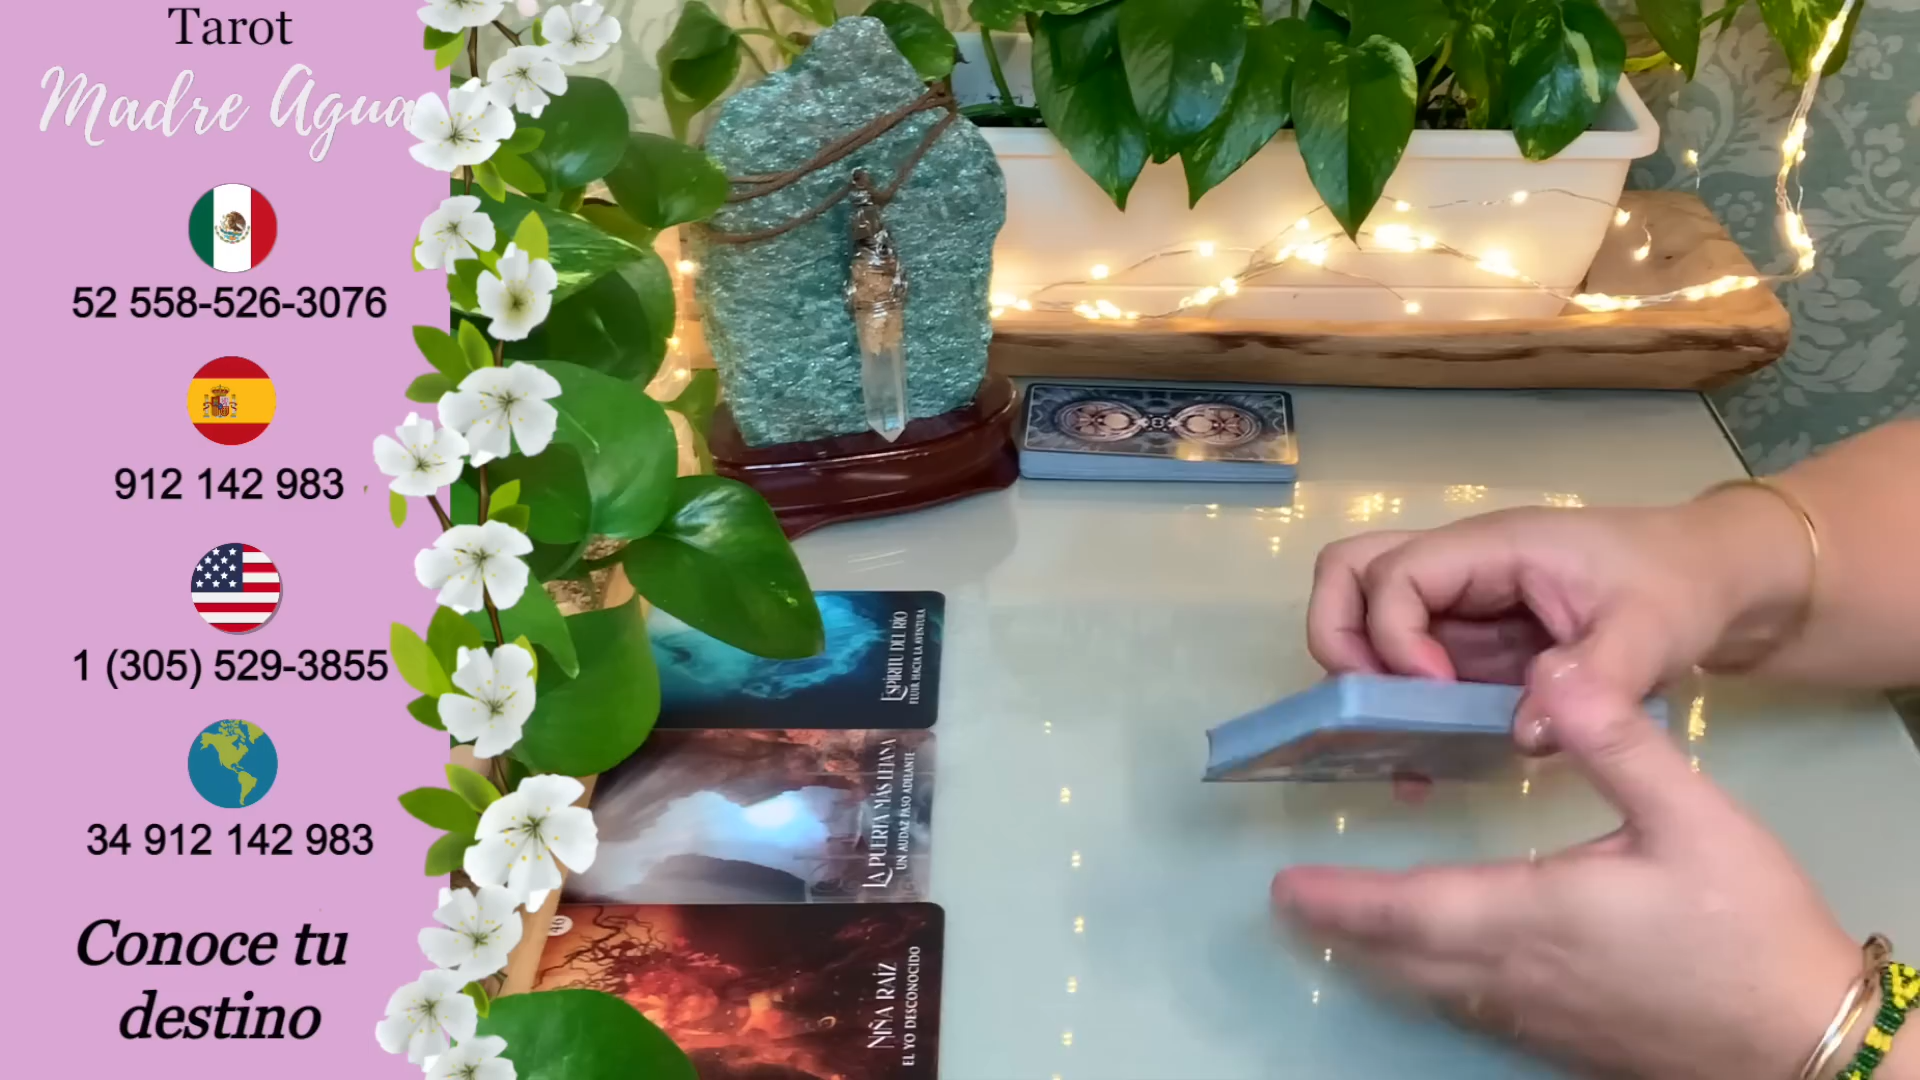 Tarot
Madre Agua
52 558-526-3076
912 142 983
1 (305) 529-3855
34 912 142 983
Conoce tu
destino
ESPÍRITU DEL RÍO
FLUIR HACIA LA AVENTURA
LA PUERTA MÁS LEJANA
UN AUDAZ PASO ADELANTE
46
NIÑA RAÍZ
EL YO DESCONOCIDO